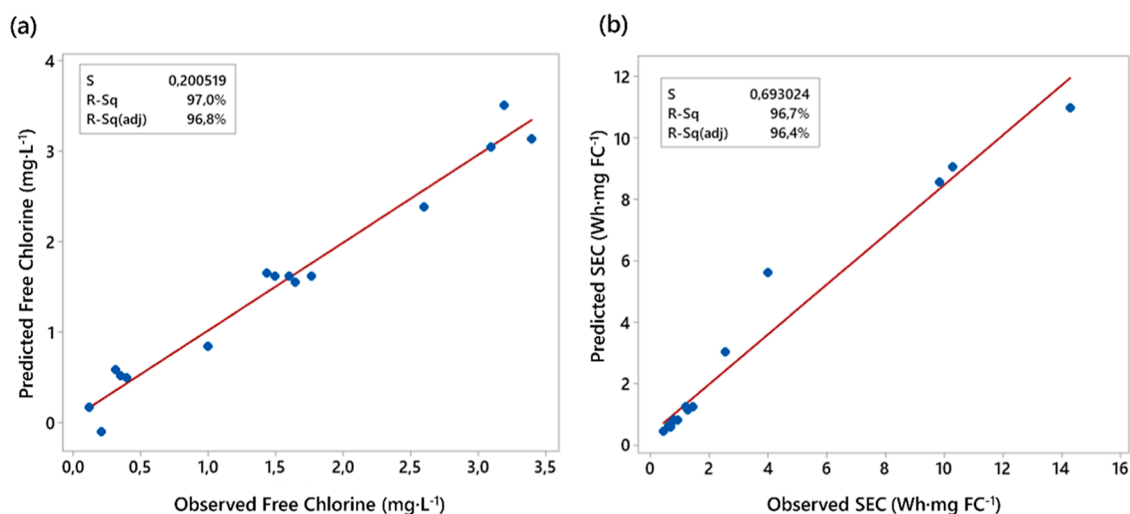 (a)
S 0,200519
R-Sq 97,0%
R-Sq(adj) 96,8%
4
3
2
1
0
Predicted Free Chlorine (mg·L⁻¹)
0,0 0,5 1,0 1,5 2,0 2,5 3,0 3,5
Observed Free Chlorine (mg·L⁻¹)
(b)
S 0,693024
R-Sq 96,7%
R-Sq(adj) 96,4%
12
10
8
6
4
2
0
Predicted SEC (Wh·mg FC⁻¹)
0 2 4 6 8 10 12 14 16
Observed SEC (Wh·mg FC⁻¹)